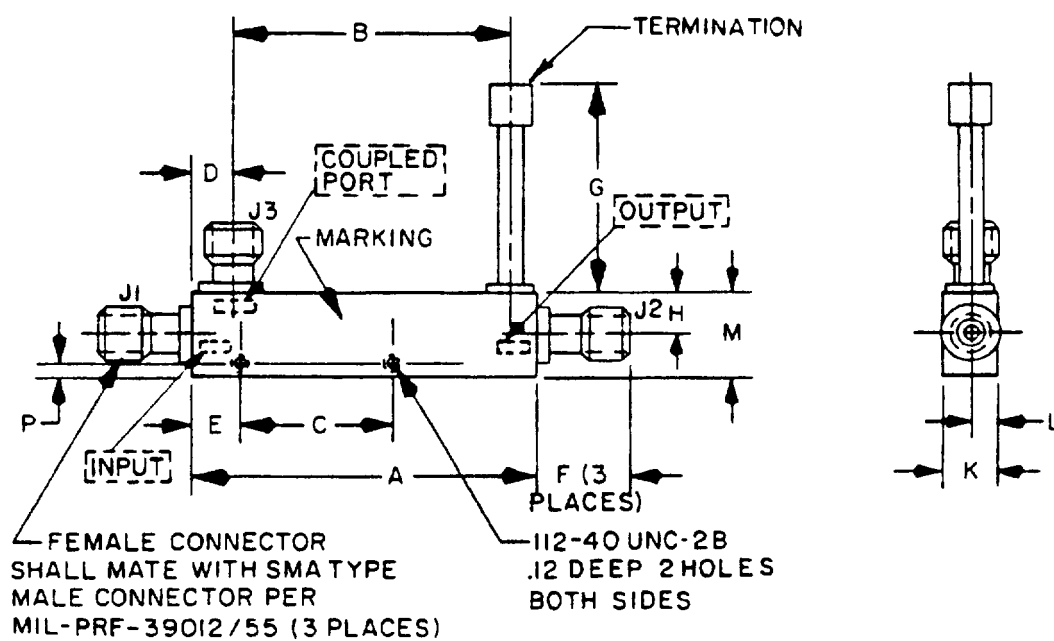 B
TERMINATION
D
COUPLED
PORT
G
J3
OUTPUT
MARKING
J1
J2
H
M
P
E
C
L
INPUT
A
F (3
PLACES)
K
FEMALE CONNECTOR
SHALL MATE WITH SMA TYPE
MALE CONNECTOR PER
MIL-PRF-39012/55 (3 PLACES)
.112-40 UNC-2B
.12 DEEP 2 HOLES
BOTH SIDES